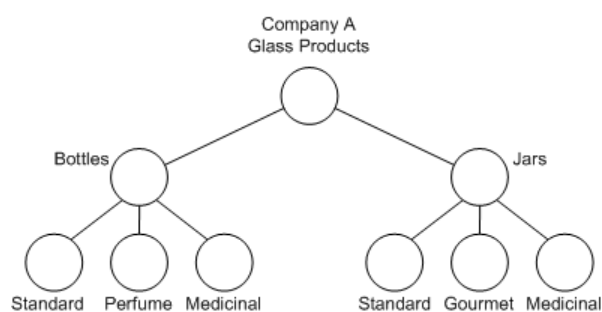 Company A
Glass Products
Bottles
Jars
Standard Perfume Medicinal
Standard Gourmet Medicinal